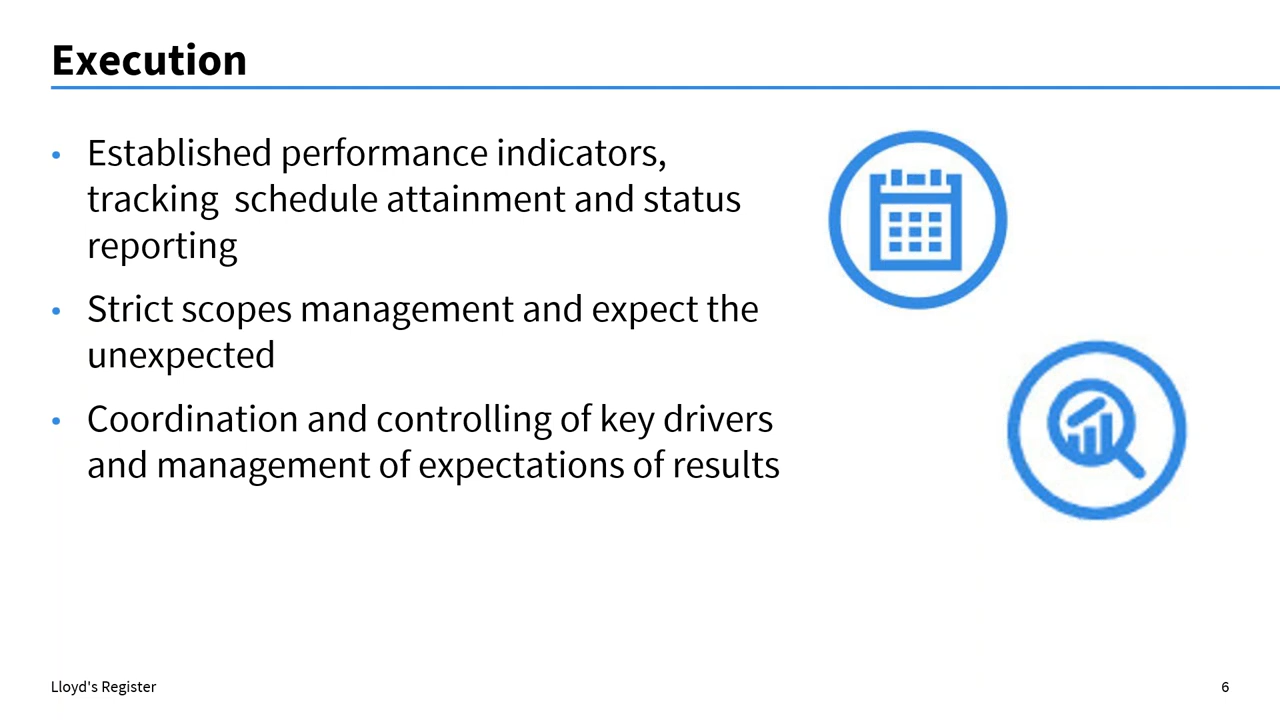 Execution
• Established performance indicators,
tracking  schedule attainment and status
reporting
• Strict scopes management and expect the
unexpected
• Coordination and controlling of key drivers
and management of expectations of results
Lloyd's Register
6